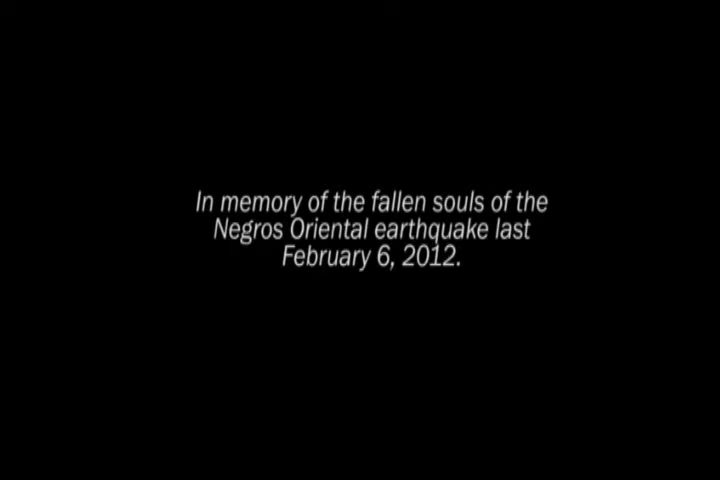 In memory of the fallen souls of the
Negros Oriental earthquake last
February 6, 2012.